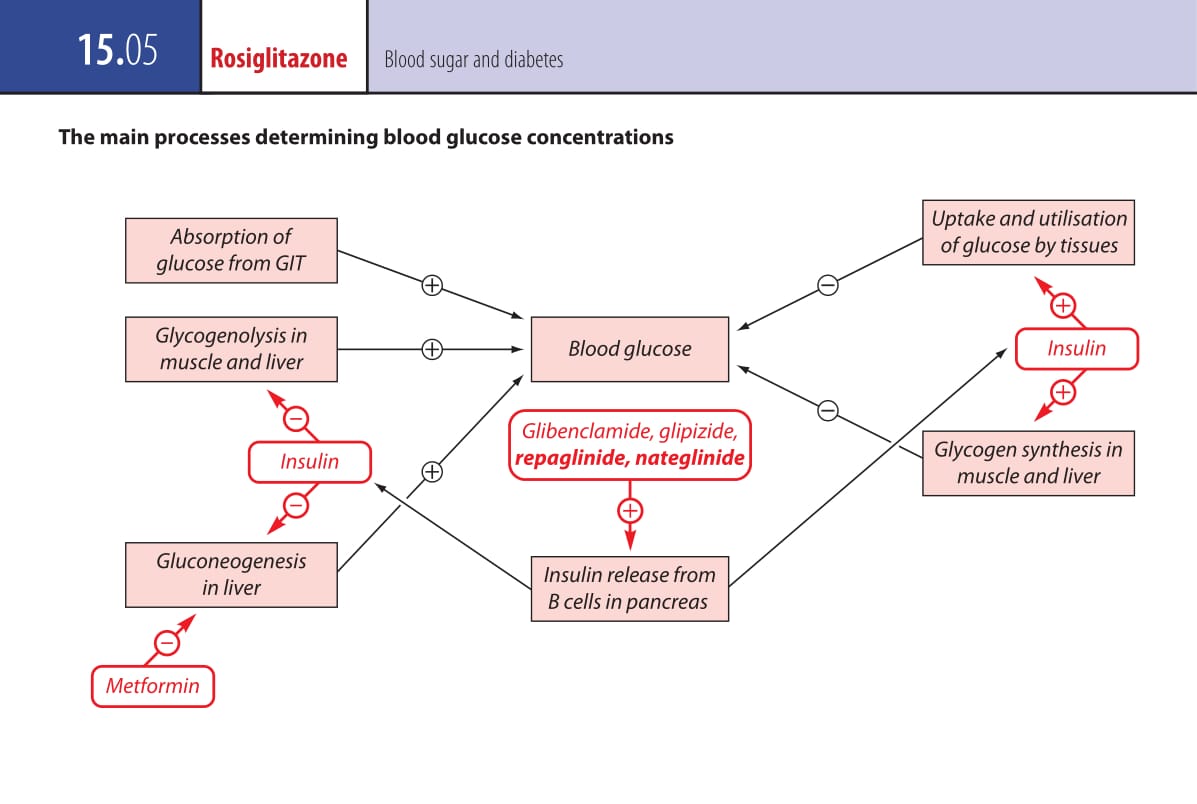 15.05
Rosiglitazone
Blood sugar and diabetes
The main processes determining blood glucose concentrations
Absorption of
glucose from GIT
Uptake and utilisation
of glucose by tissues
+
−
+
Glycogenolysis in
muscle and liver
+
Blood glucose
Insulin
−
+
−
Glibenclamide, glipizide,
repaglinide, nateglinide
Insulin
+
Glycogen synthesis in
muscle and liver
−
+
Gluconeogenesis
in liver
Insulin release from
B cells in pancreas
−
Metformin